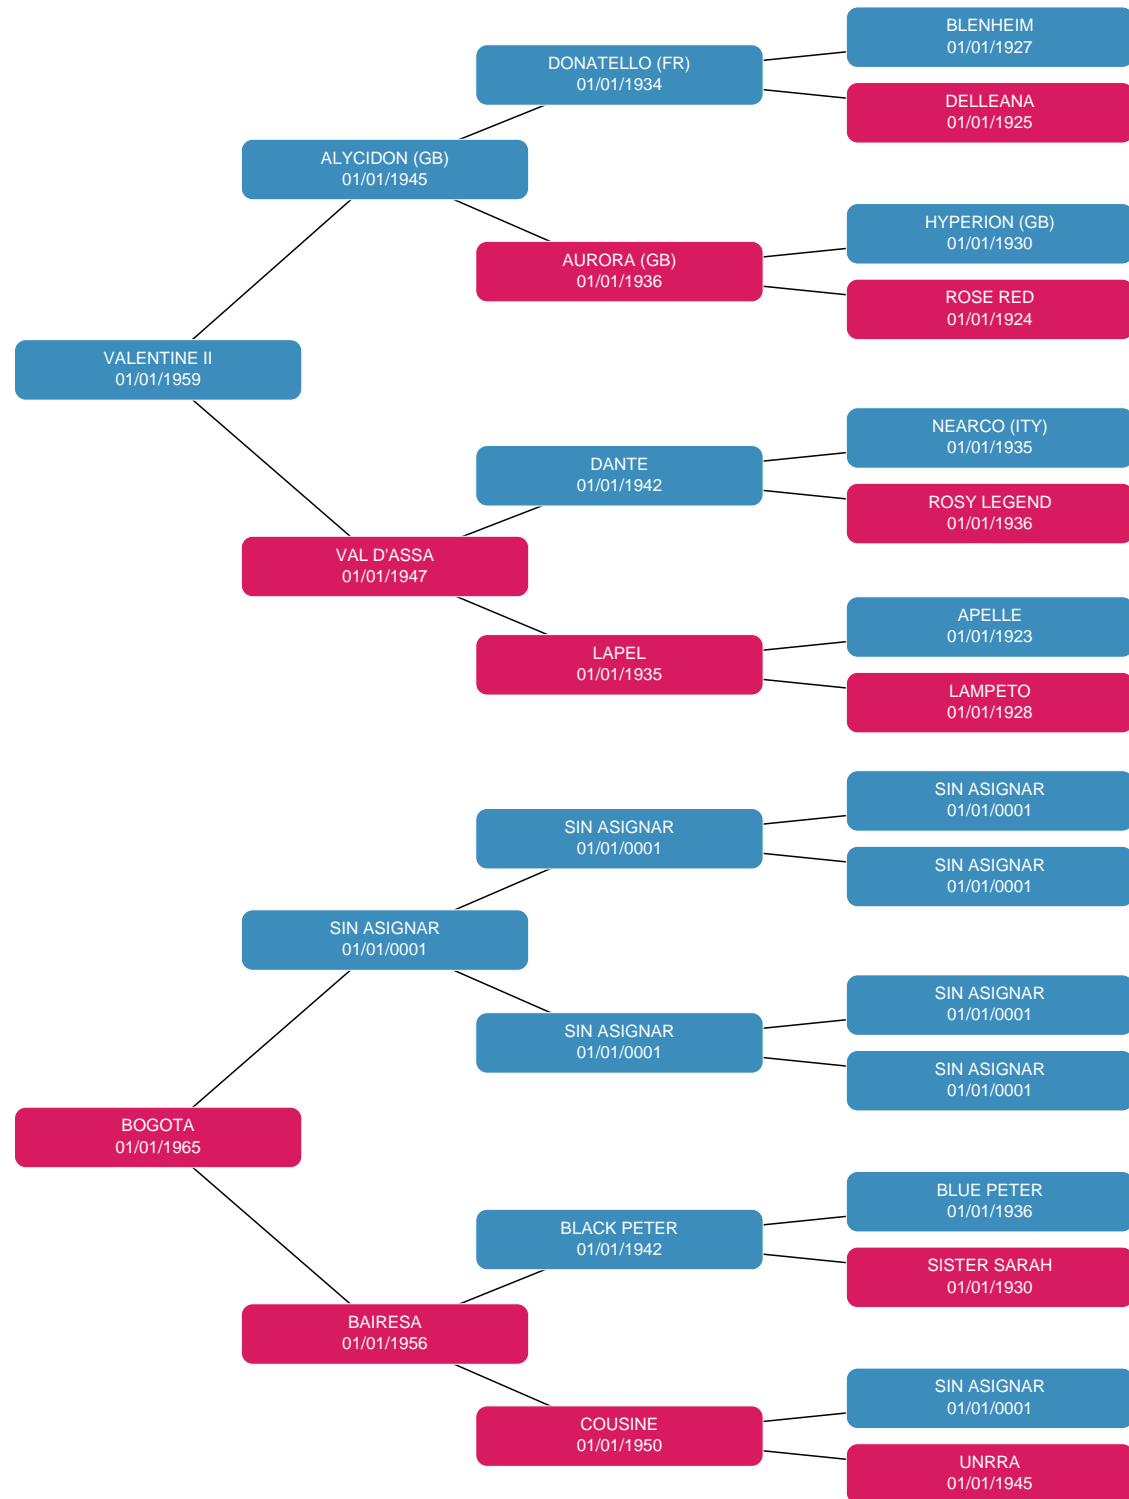 BLENHEIM
01/01/1927
DONATELLO (FR)
01/01/1934
DELLEANA
01/01/1925
ALYCIDON (GB)
01/01/1945
HYPERION (GB)
01/01/1930
AURORA (GB)
01/01/1936
ROSE RED
01/01/1924
VALENTINE II
01/01/1959
NEARCO (ITY)
01/01/1935
DANTE
01/01/1942
ROSY LEGEND
01/01/1936
VAL D'ASSA
01/01/1947
APELLE
01/01/1923
LAPEL
01/01/1935
LAMPETO
01/01/1928
SIN ASIGNAR
01/01/0001
SIN ASIGNAR
01/01/0001
SIN ASIGNAR
01/01/0001
SIN ASIGNAR
01/01/0001
SIN ASIGNAR
01/01/0001
SIN ASIGNAR
01/01/0001
SIN ASIGNAR
01/01/0001
BOGOTA
01/01/1965
BLUE PETER
01/01/1936
BLACK PETER
01/01/1942
SISTER SARAH
01/01/1930
BAIRESA
01/01/1956
SIN ASIGNAR
01/01/0001
COUSINE
01/01/1950
UNRRA
01/01/1945